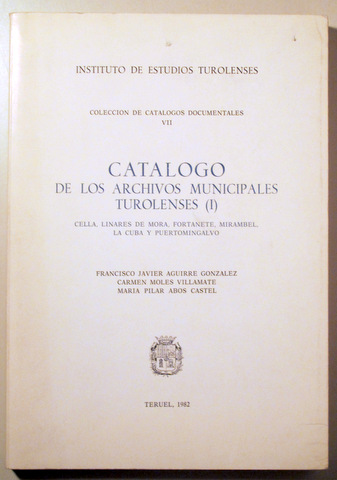 INSTITUTO DE ESTUDIOS TUROLENSES
COLECCION DE CATALOGOS DOCUMENTALES
VII
CATALOGO
DE LOS ARCHIVOS MUNICIPALES
TUROLENSES (I)
CELLA, LINARES DE MORA, FORTANETE, MIRAMBEL,
LA CUBA Y PUERTOMINGALVO
FRANCISCO JAVIER AGUIRRE GONZALEZ
CARMEN MOLES VILLAMATE
MARIA PILAR ABOS CASTEL
TERUEL, 1982